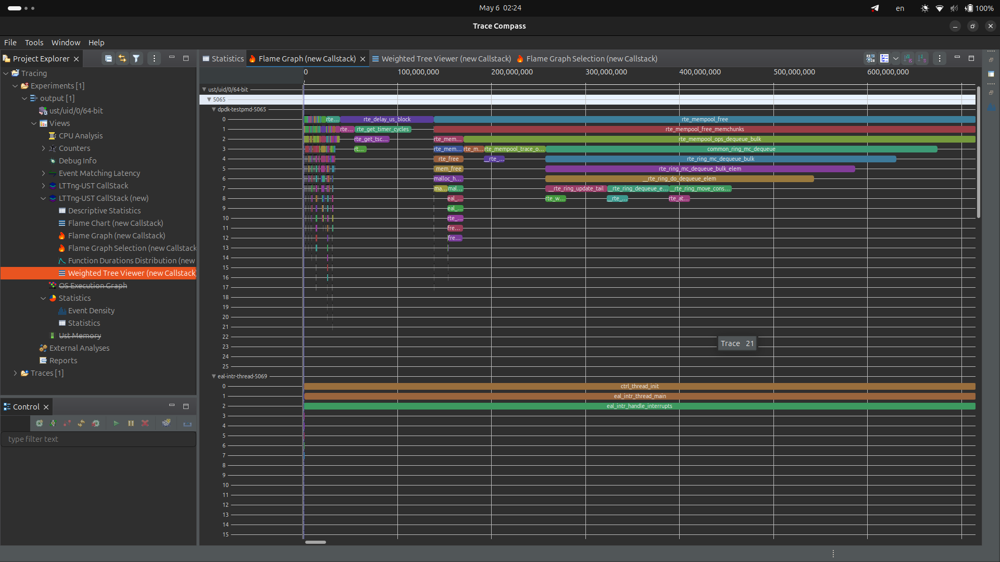 May 6 02:24
en
100%
Trace Compass
File Tools Window Help
Project Explorer
Statistics
Flame Graph (new Callstack)
Weighted Tree Viewer (new Callstack)
Flame Graph Selection (new Callstack)
Tracing
Experiments [1]
output [1]
ust/uid/0/64-bit
Views
CPU Analysis
Counters
Debug Info
Event Matching Latency
LTTng-UST CallStack
LTTng-UST CallStack (new)
Descriptive Statistics
Flame Chart (new Callstack)
Flame Graph (new Callstack)
Flame Graph Selection (new Callstack
Function Durations Distribution (new
Weighted Tree Viewer (new Callstack
OS Execution Graph
Statistics
Event Density
Statistics
Ust Memory
External Analyses
Reports
Traces [1]
Control
type filter text
0 100,000,000 200,000,000 300,000,000 400,000,000 500,000,000 600,000,000
ust/uid/0/64-bit
5065
dpdk-testpmd-5065
0 rte... rte_delay_us_block rte_mempool_free
1 rte... rte_get_timer_cycles rte_mempool_free_memchunks
2 rte_get_tsc... rte_mem... rte_mempool_ops_dequeue_bulk
3 rt... rte_mem... rte_m... rte_mempool_trace_o... common_ring_mc_dequeue
4 rte_free __rte_... rte_ring_mc_dequeue_bulk
5 mem_free rte_ring_mc_dequeue_bulk_elem
6 malloc_h... __rte_ring_do_dequeue_elem
7 ma... mal... __rte_ring_update_tail __rte_ring_dequeue_e... __rte_ring_move_cons...
8 eal_... rte_w... __rte_... rte_at...
9 eal_...
10 rte_...
11 fre...
12 fre...
13
14
15
16
17
18
19
20
21
22
23
24
25
Trace 21
eal-intr-thread-5069
0 ctrl_thread_init
1 eal_intr_thread_main
2 eal_intr_handle_interrupts
3
4
5
6
7
8
9
10
11
12
13
14
15